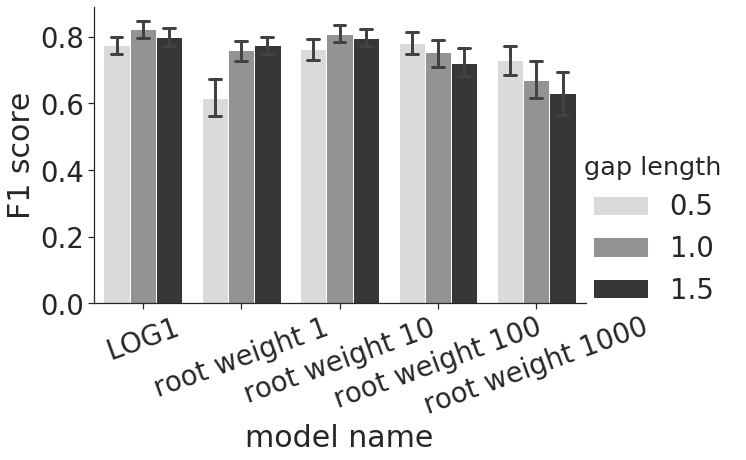 F1 score
0.8
0.6
0.4
0.2
0.0
LOG1
root weight 1
root weight 10
root weight 100
root weight 1000
model name
gap length
0.5
1.0
1.5